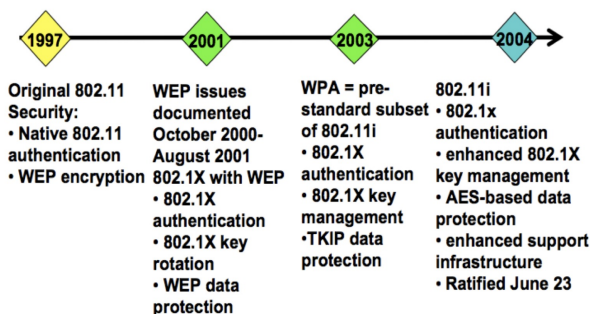 1997
2001
2003
2004
Original 802.11
Security:
• Native 802.11
authentication
• WEP encryption
WEP issues
documented
October 2000-
August 2001
802.1X with WEP
• 802.1X
authentication
• 802.1X key
rotation
• WEP data
protection
WPA = pre-
standard subset
of 802.11i
• 802.1X
authentication
• 802.1X key
management
•TKIP data
protection
802.11i
• 802.1x
authentication
• enhanced 802.1X
key management
• AES-based data
protection
• enhanced support
infrastructure
• Ratified June 23